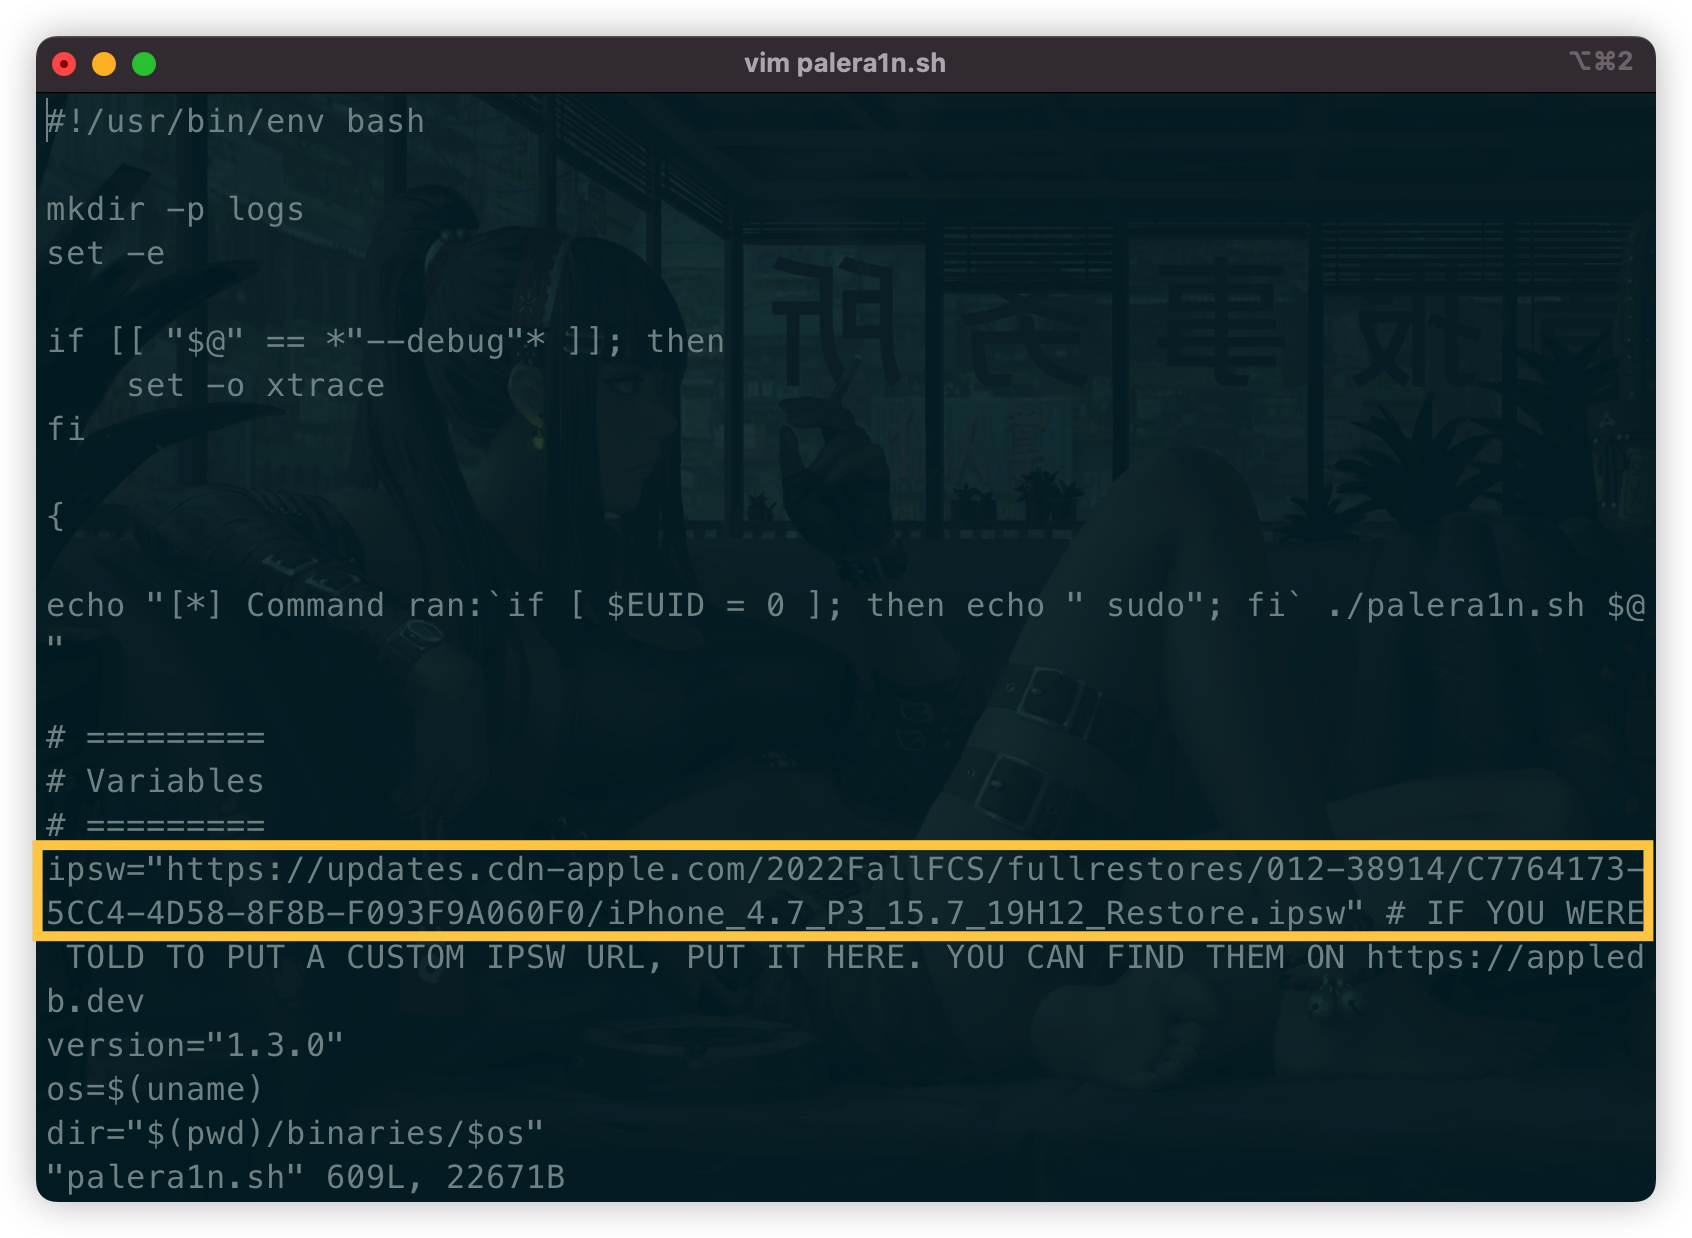 vim palera1n.sh
⌥⌘2
#!/usr/bin/env bash
mkdir -p logs
set -e
if [[ "$@" == *"--debug"* ]]; then
    set -o xtrace
fi
{
echo "[*] Command ran:`if [ $EUID = 0 ]; then echo " sudo"; fi` ./palera1n.sh $@
"
# =========
# Variables
# =========
ipsw="https://updates.cdn-apple.com/2022FallFCS/fullrestores/012-38914/C7764173-
5CC4-4D58-8F8B-F093F9A060F0/iPhone_4.7_P3_15.7_19H12_Restore.ipsw" # IF YOU WERE
 TOLD TO PUT A CUSTOM IPSW URL, PUT IT HERE. YOU CAN FIND THEM ON https://appled
b.dev
version="1.3.0"
os=$(uname)
dir="$(pwd)/binaries/$os"
"palera1n.sh" 609L, 22671B